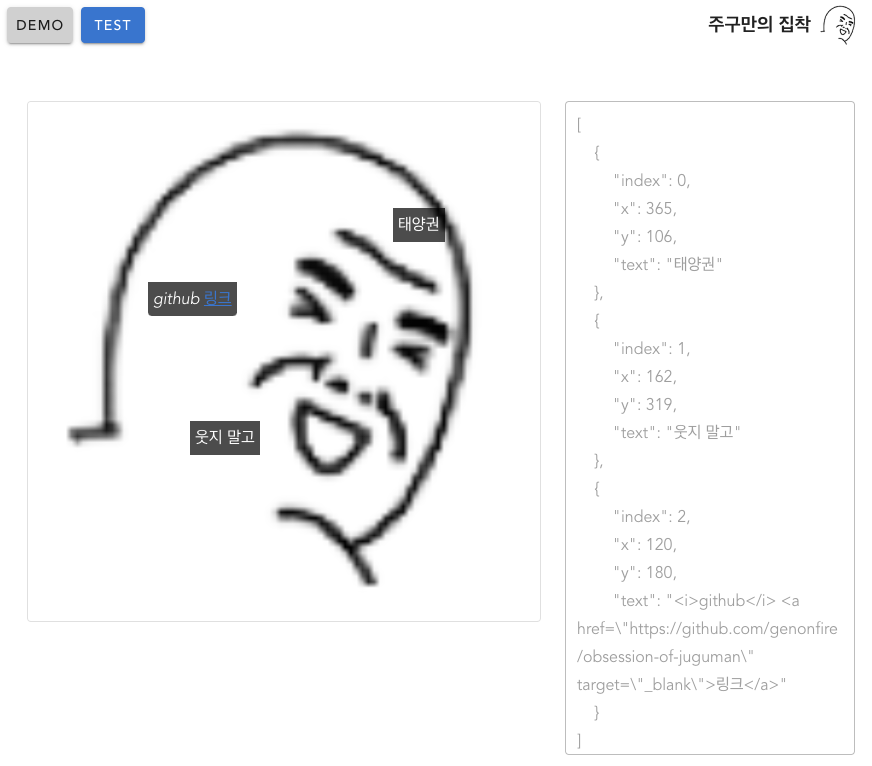 DEMO
TEST
주구만의 집착
태양권
github 링크
웃지 말고
[
{
"index": 0,
"x": 365,
"y": 106,
"text": "태양권"
},
{
"index": 1,
"x": 162,
"y": 319,
"text": "웃지 말고"
},
{
"index": 2,
"x": 120,
"y": 180,
"text": "<i>github</i> <a
href=\"https://github.com/genonfire
/obsession-of-juguman\"
target=\"_blank\">링크</a>"
}
]